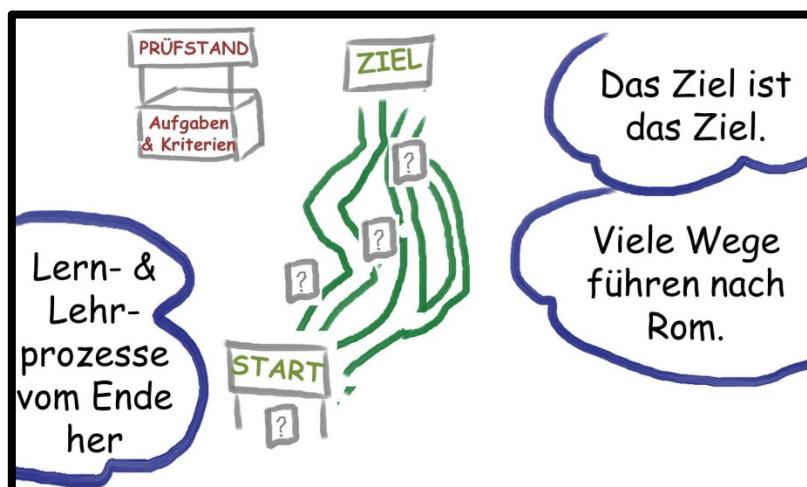 PRÜFSTAND
Aufgaben
& Kriterien
ZIEL
Das Ziel ist
das Ziel.
?
?
?
Viele Wege
führen nach
Rom.
Lern- &
Lehr-
prozesse
vom Ende
her
START
?